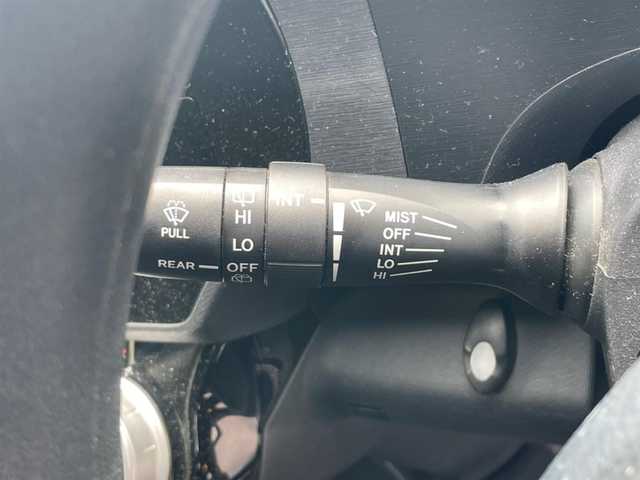 PULL
REAR
HI
LO
OFF
INT
MIST
OFF
INT
LO
HI